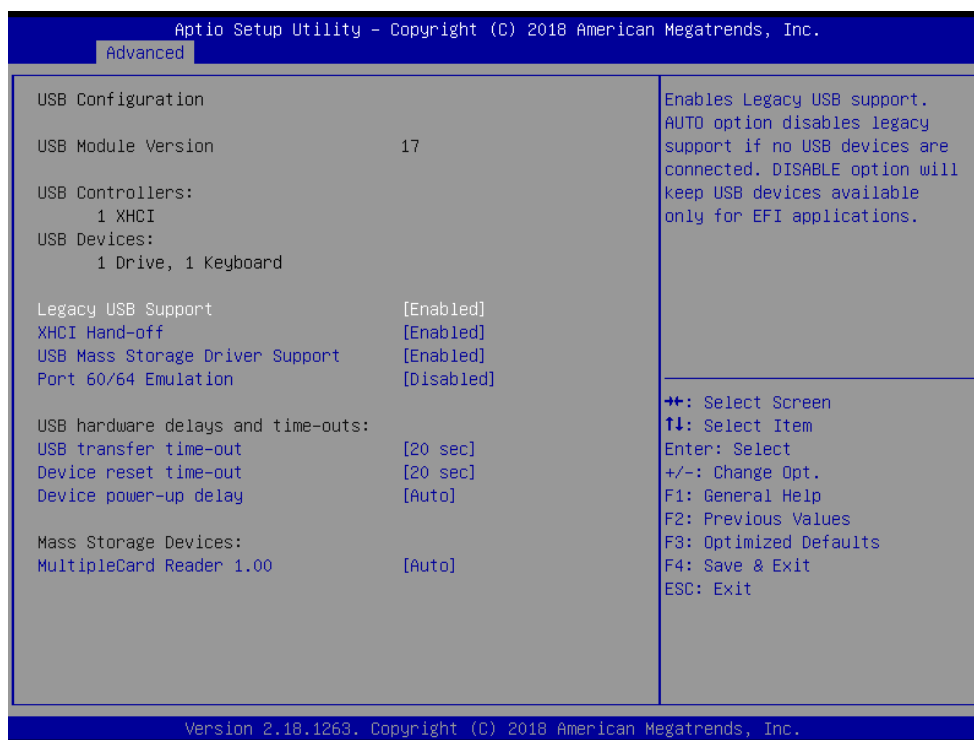 Aptio Setup Utility – Copyright (C) 2018 American Megatrends, Inc.
Advanced
USB Configuration
USB Module Version 17
USB Controllers:
1 XHCI
USB Devices:
1 Drive, 1 Keyboard
Legacy USB Support [Enabled]
XHCI Hand-off [Enabled]
USB Mass Storage Driver Support [Enabled]
Port 60/64 Emulation [Disabled]
USB hardware delays and time-outs:
USB transfer time-out [20 sec]
Device reset time-out [20 sec]
Device power-up delay [Auto]
Mass Storage Devices:
MultipleCard Reader 1.00 [Auto]
Enables Legacy USB support.
AUTO option disables legacy
support if no USB devices are
connected. DISABLE option will
keep USB devices available
only for EFI applications.
→←: Select Screen
↑↓: Select Item
Enter: Select
+/-: Change Opt.
F1: General Help
F2: Previous Values
F3: Optimized Defaults
F4: Save & Exit
ESC: Exit
Version 2.18.1263. Copyright (C) 2018 American Megatrends, Inc.